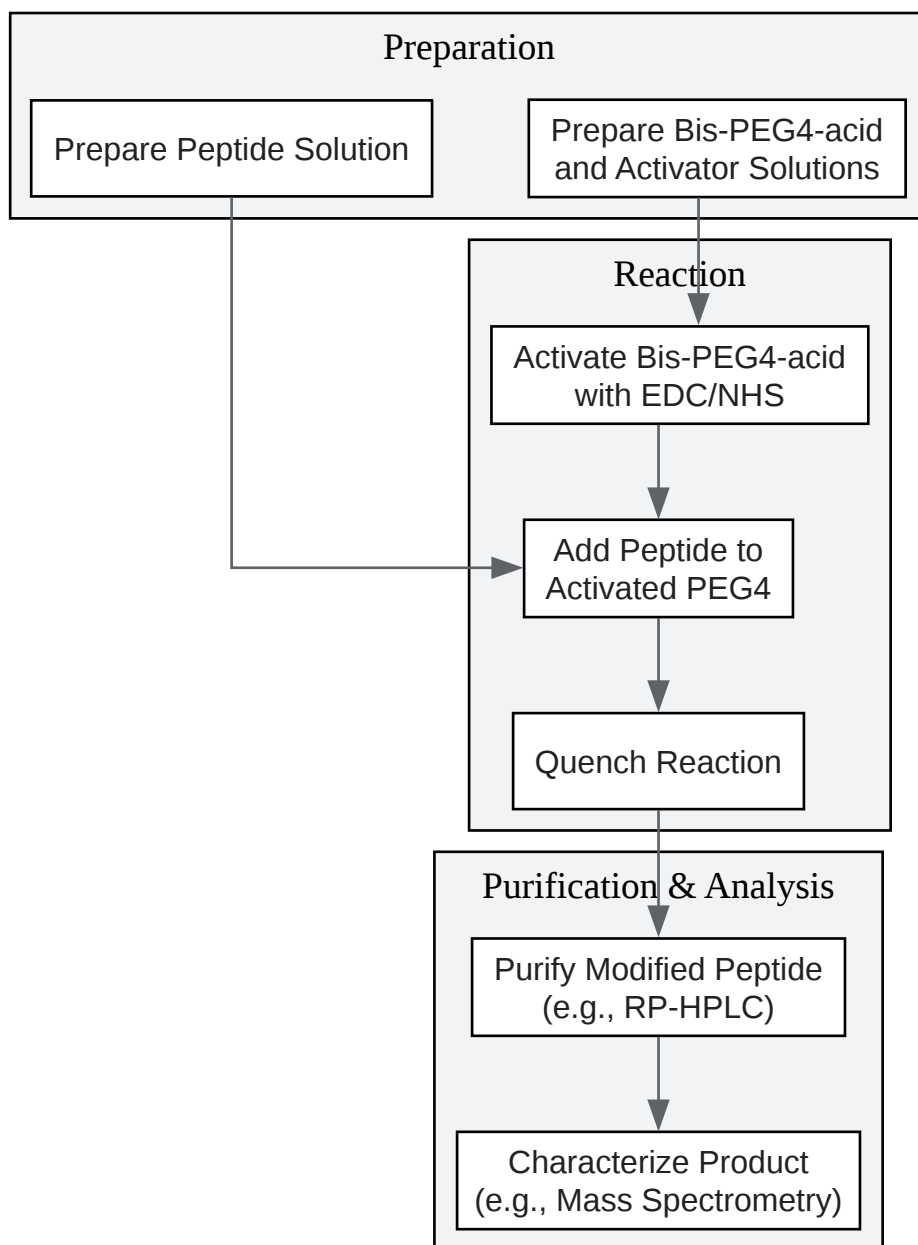 Preparation
Prepare Peptide Solution
Prepare Bis-PEG4-acid
and Activator Solutions
Reaction
Activate Bis-PEG4-acid
with EDC/NHS
Add Peptide to
Activated PEG4
Quench Reaction
Purification & Analysis
Purify Modified Peptide
(e.g., RP-HPLC)
Characterize Product
(e.g., Mass Spectrometry)